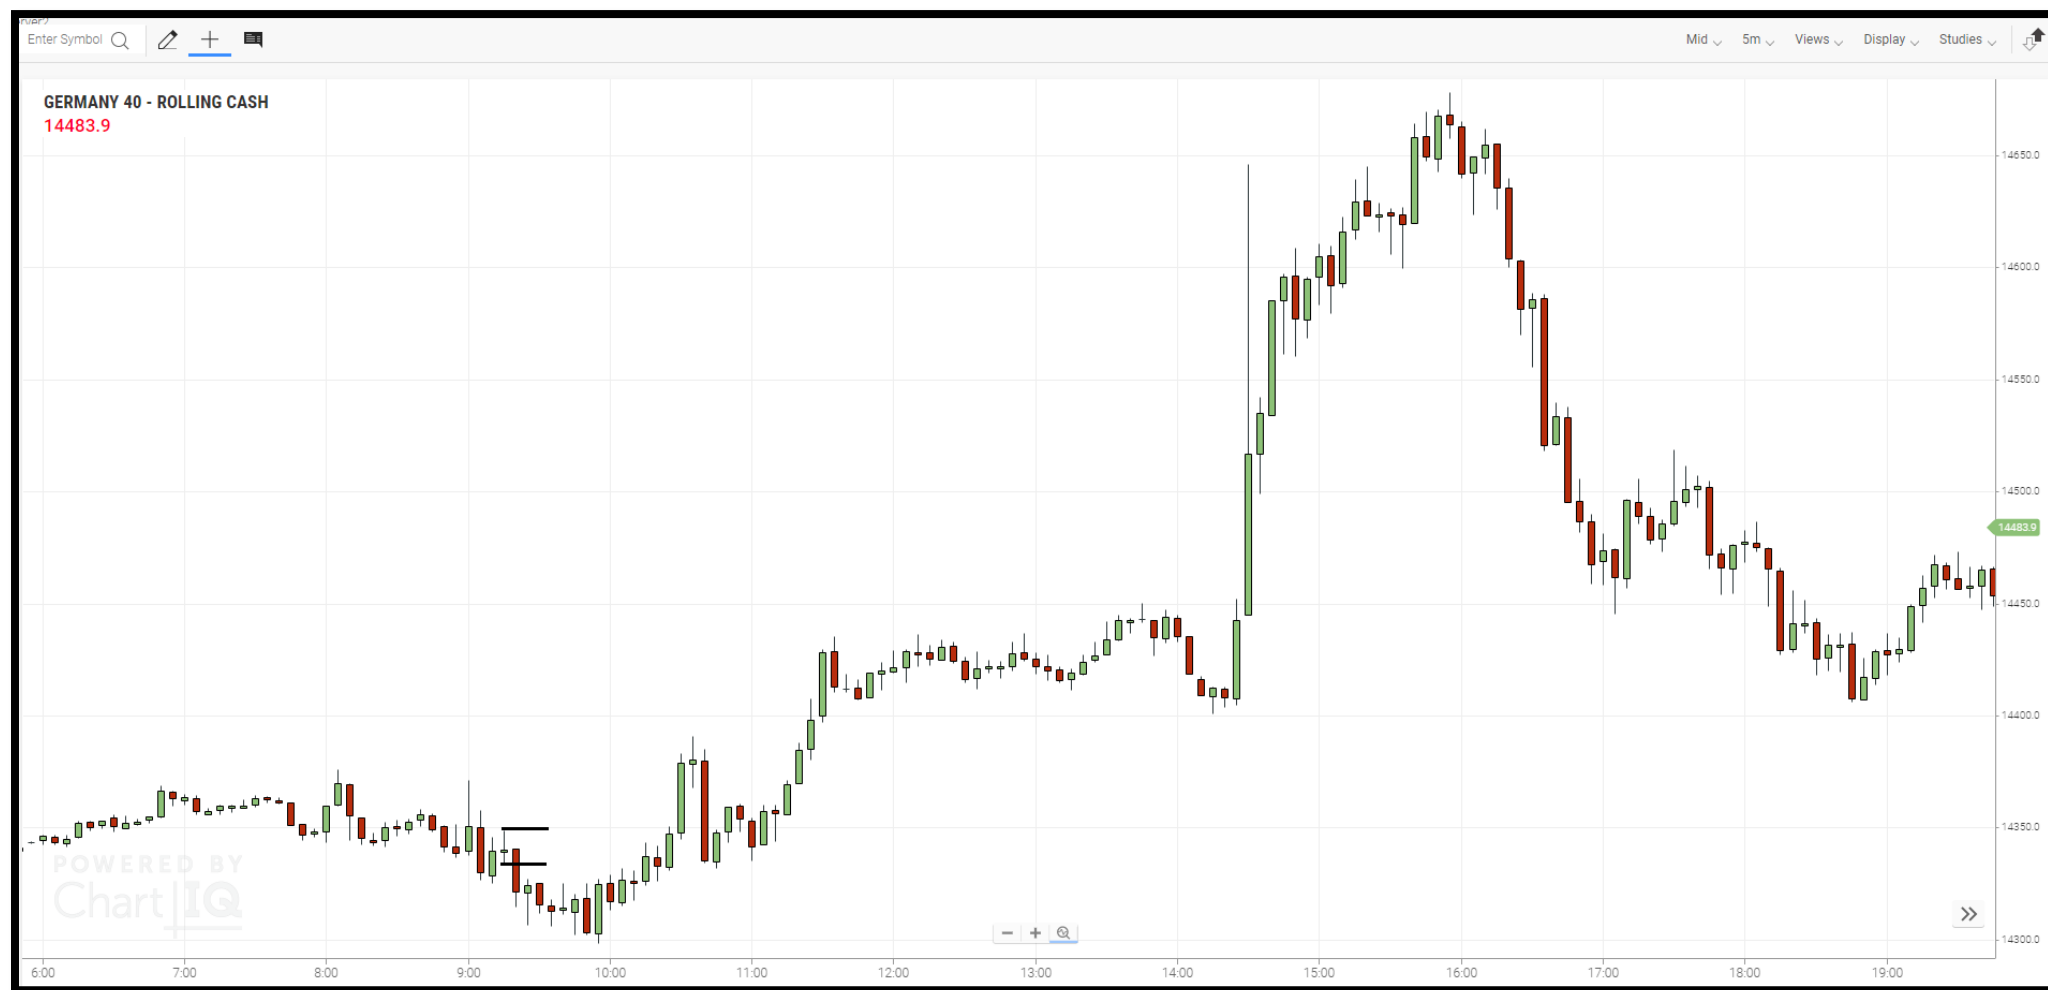 Enter Symbol
Mid 5m Views Display Studies
GERMANY 40 - ROLLING CASH
14483.9
14650.0
14600.0
14550.0
14500.0
14483.9
14450.0
14400.0
14350.0
14300.0
POWERED BY
ChartIQ
6:00 7:00 8:00 9:00 10:00 11:00 12:00 13:00 14:00 15:00 16:00 17:00 18:00 19:00